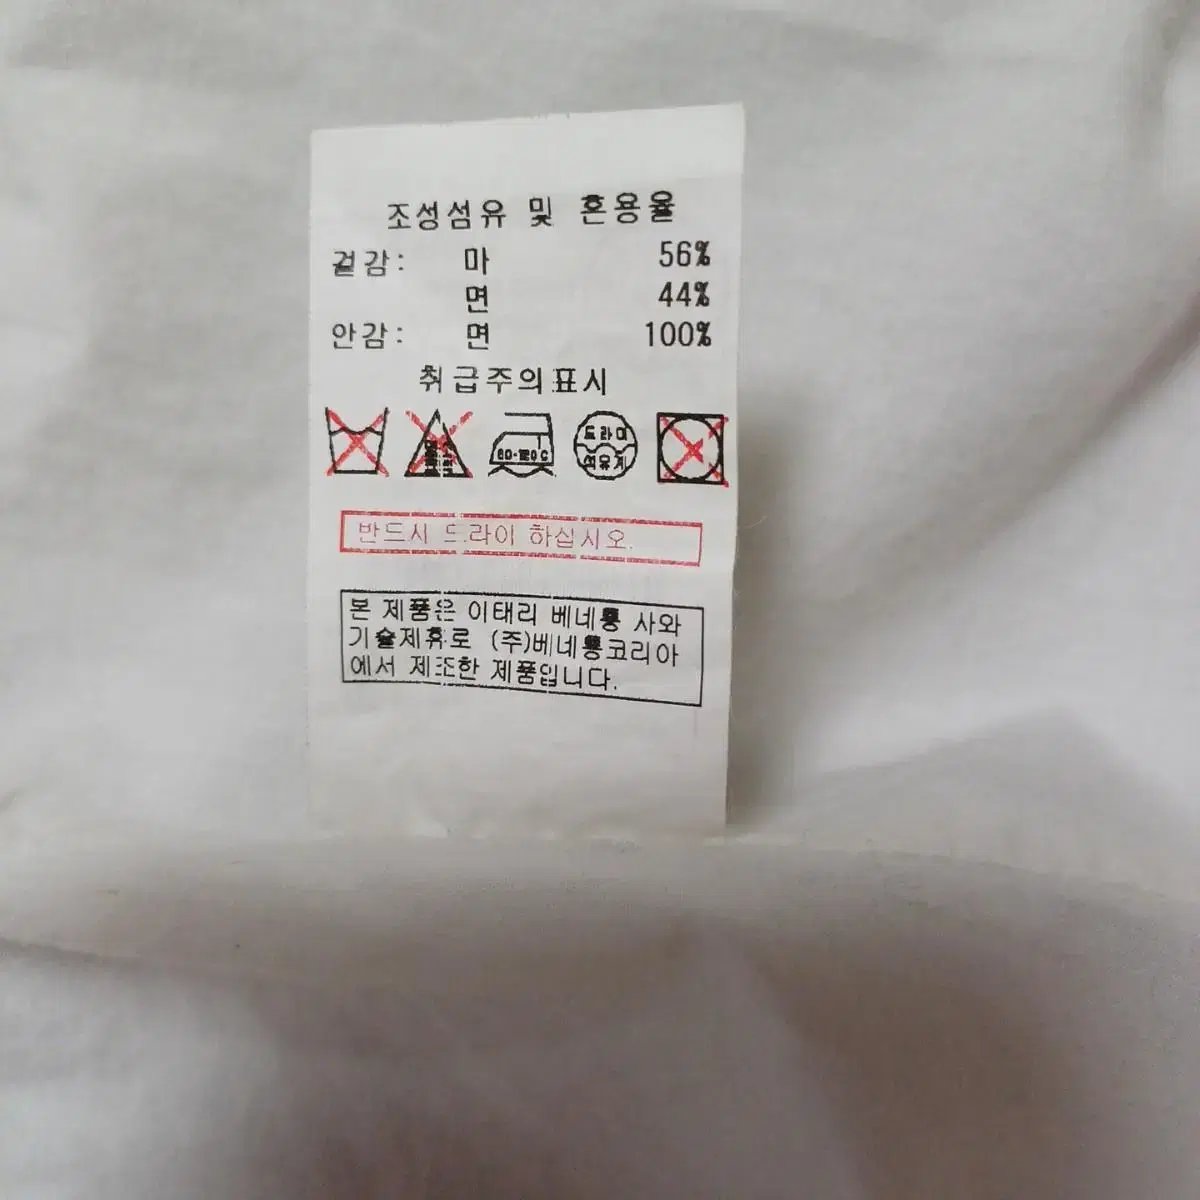 조성섬유 및 혼용율
겉감: 마 56%
면 44%
안감: 면 100%
취급주의표시
80-120 C
드라이
석유계
반드시 드라이 하십시오.
본 제품은 이태리 베네통 사와
기술제휴로 (주)베네통코리아
에서 제조한 제품입니다.